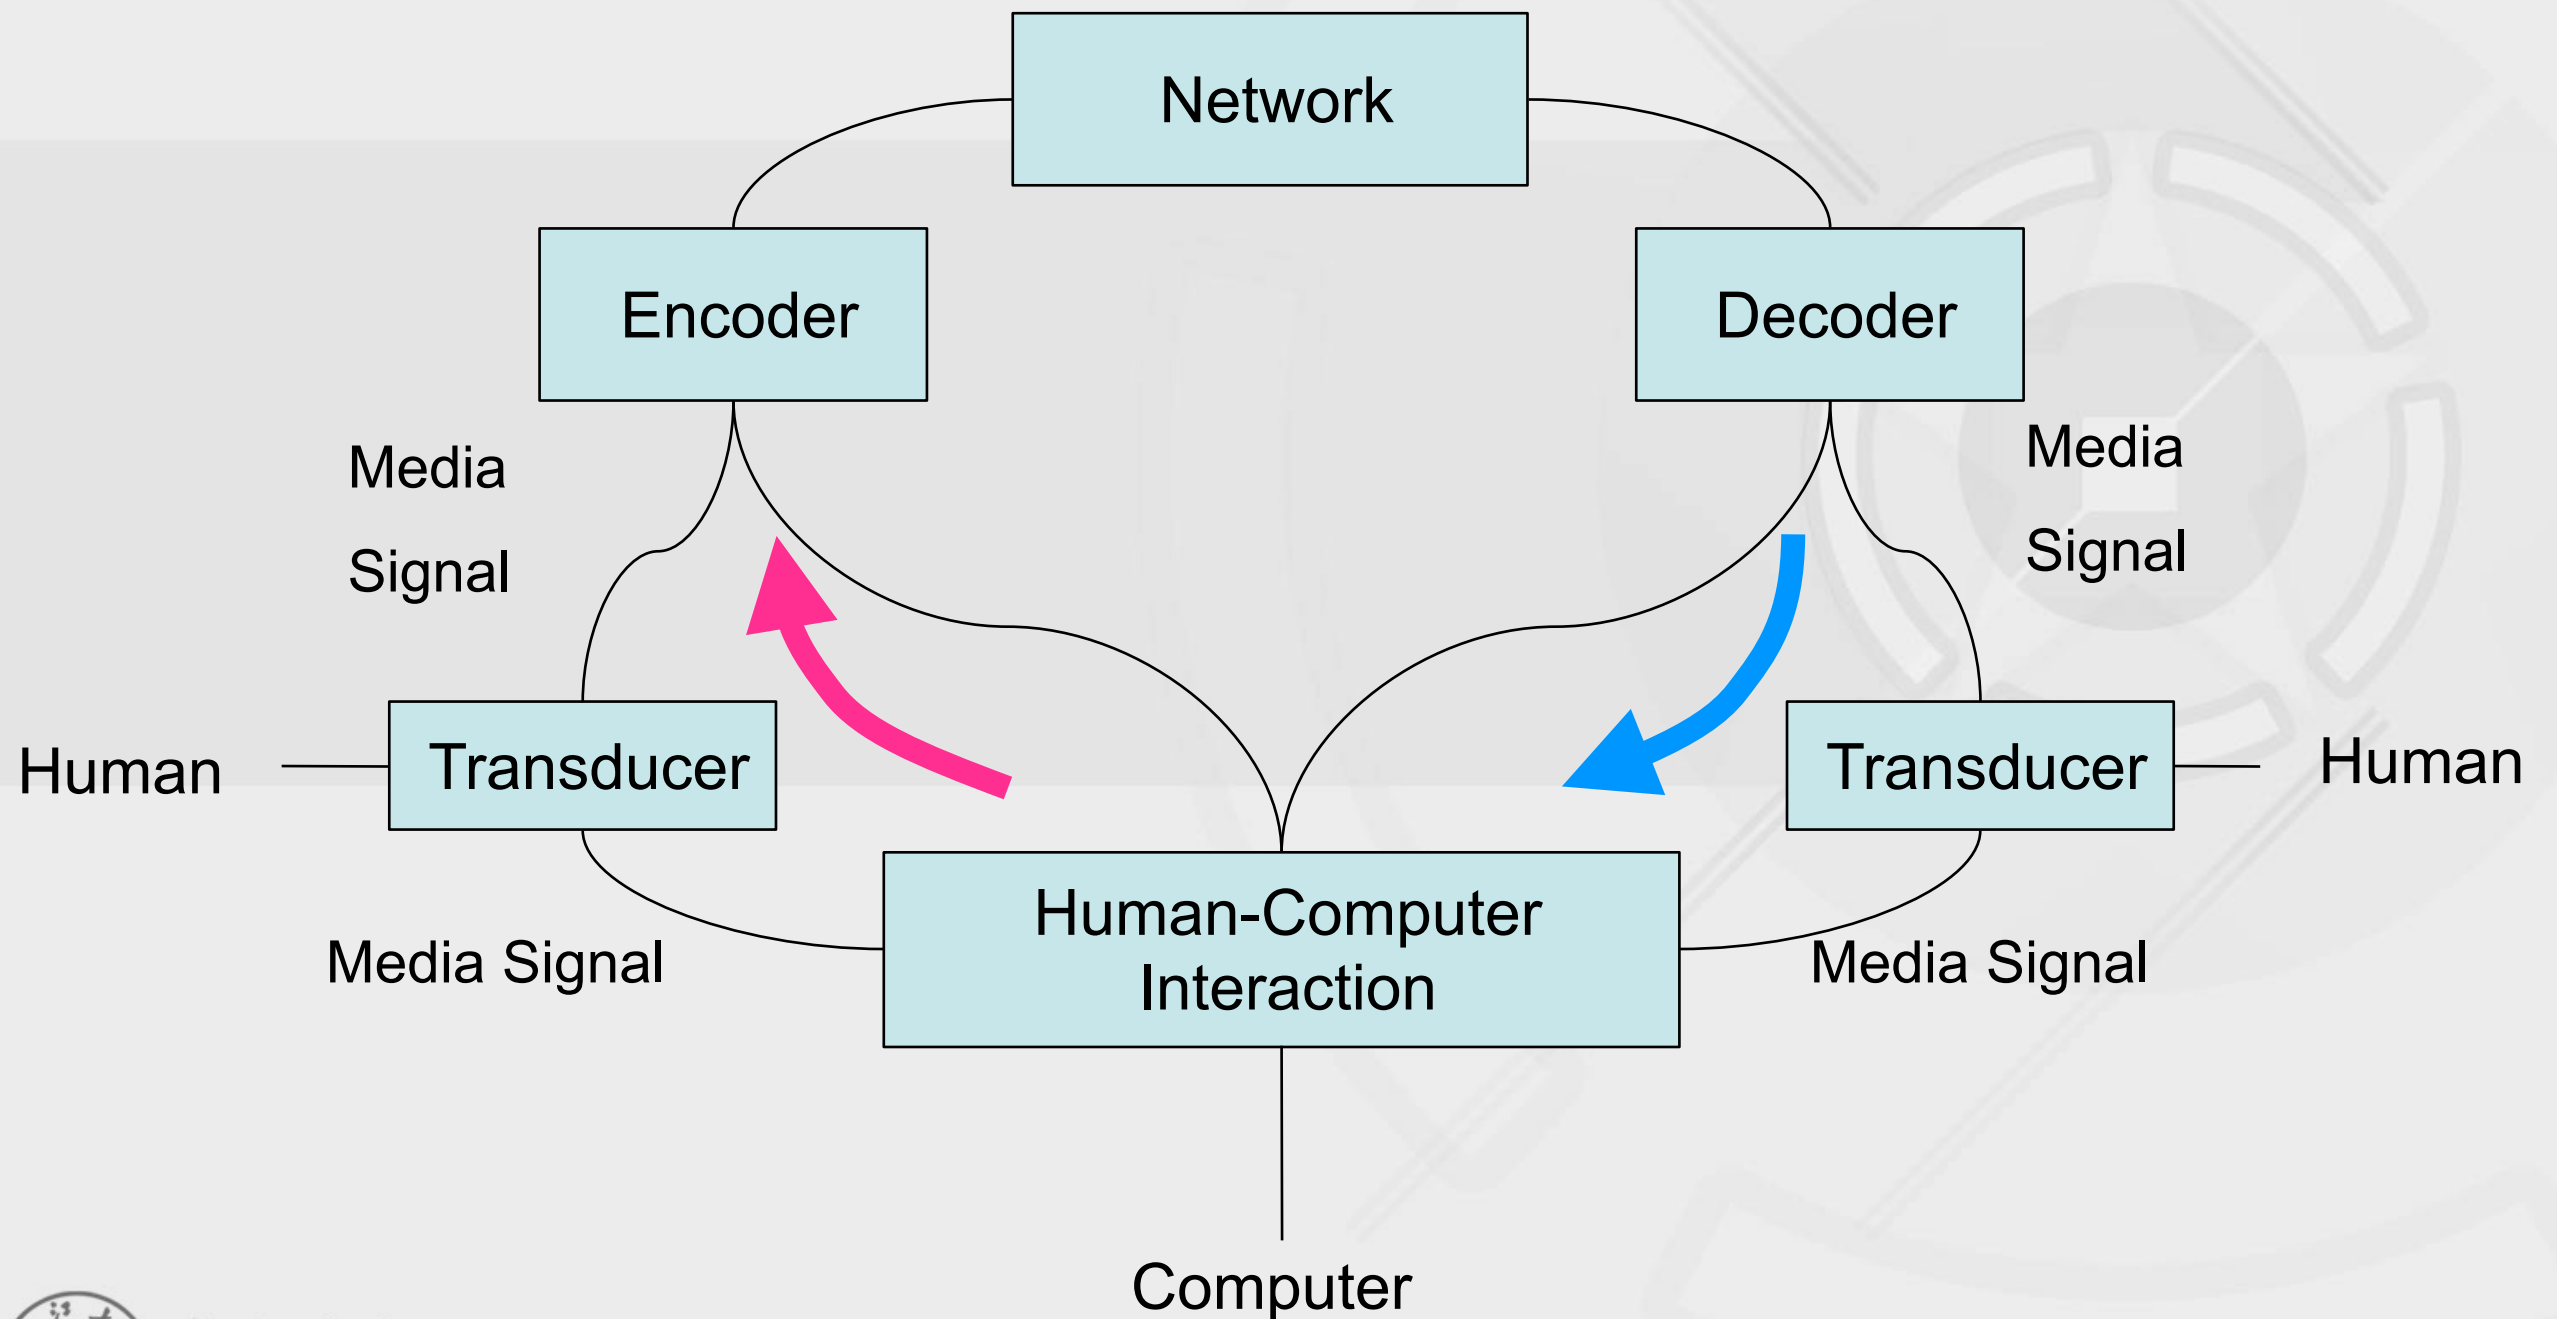 Network
Encoder
Decoder
Media
Signal
Media
Signal
Human
Transducer
Transducer
Human
Human-Computer
Interaction
Media Signal
Media Signal
Computer